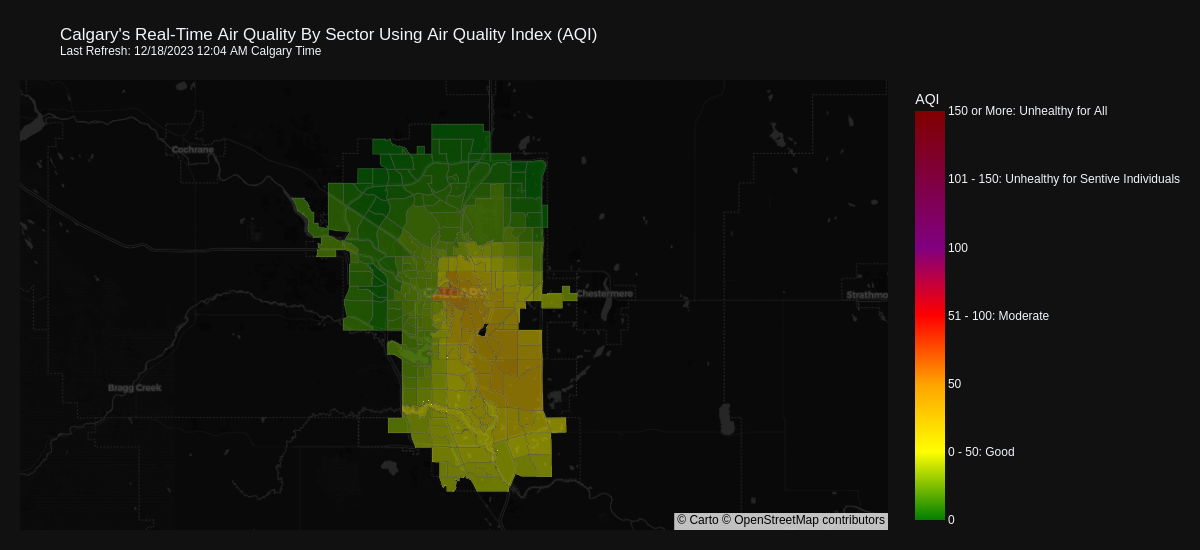 Calgary's Real-Time Air Quality By Sector Using Air Quality Index (AQI)
Last Refresh: 12/18/2023 12:04 AM Calgary Time
AQI
150 or More: Unhealthy for All
101 - 150: Unhealthy for Sentive Individuals
100
51 - 100: Moderate
50
0 - 50: Good
0
Cochrane
Chestermere
Bragg Creek
© Carto © OpenStreetMap contributors